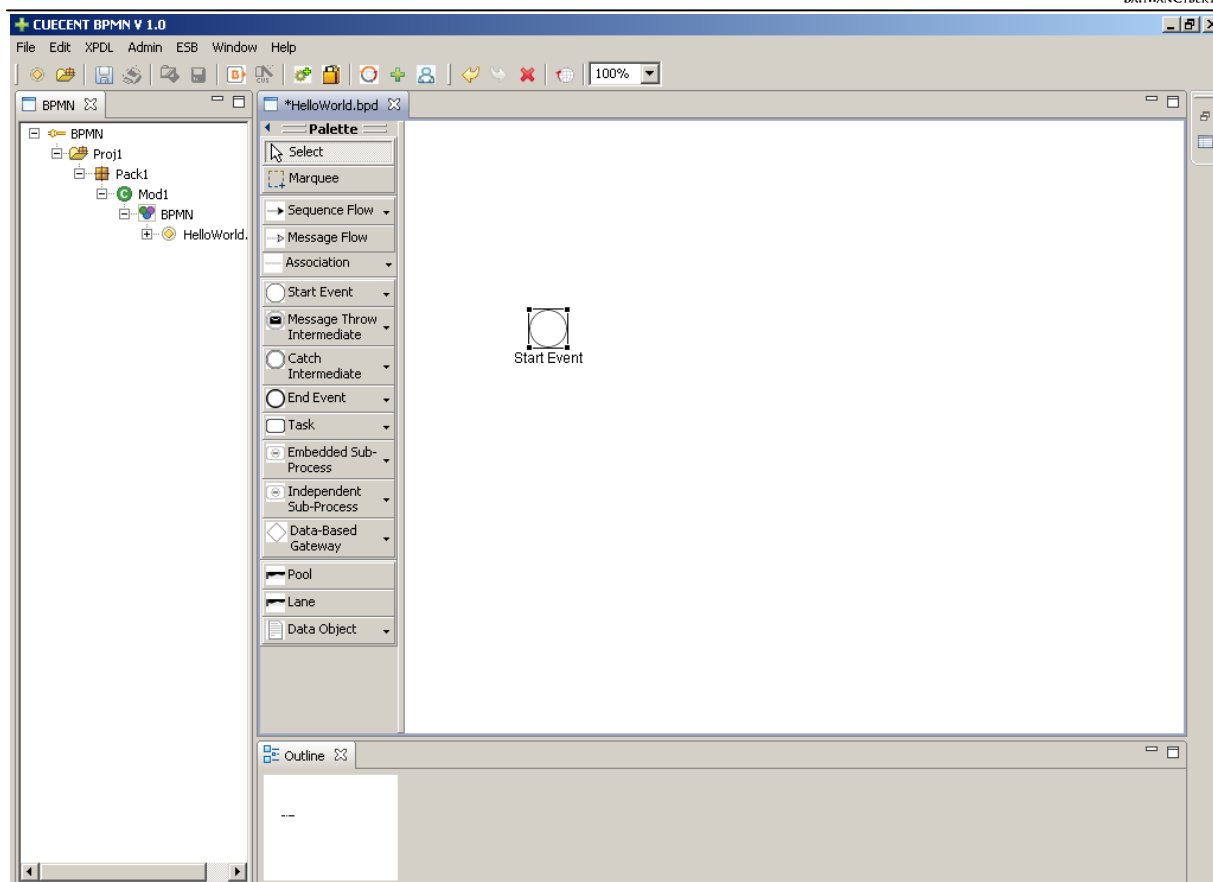 CUECENT BPMN V 1.0
File Edit XPDL Admin ESB Window Help
100%
BPMN
*HelloWorld.bpd
BPMN
Proj1
Pack1
Mod1
BPMN
HelloWorld.
Palette
Select
Marquee
Sequence Flow
Message Flow
Association
Start Event
Message Throw
Intermediate
Catch
Intermediate
End Event
Task
Embedded Sub-
Process
Independent
Sub-Process
Data-Based
Gateway
Pool
Lane
Data Object
Start Event
Outline